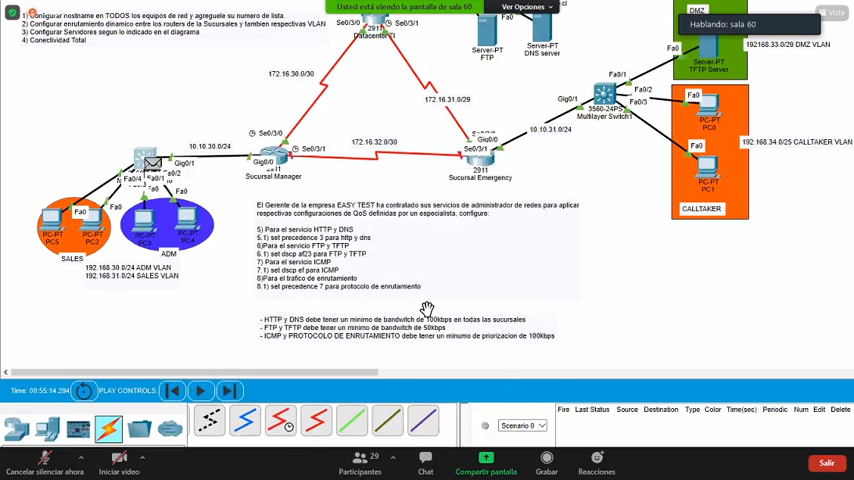 Usted está viendo la pantalla de sala 60
Ver Opciones
Vista
Hablando: sala 60
1) Configurar hostname en TODOS los equipos de red y agreguele su numero de lista.
2) Configurar enrutamiento dinamico entre los routers de la Sucursales y tambien respectivas VLAN
3) Configurar Servidores segun lo indicado en el diagrama
4) Conectividad Total
Se0/3/0
Se0/3/1
2911
Datacenter TI
Server-PT
FTP
Server-PT
DNS server
DMZ
Fa0
Server-PT
TFTP Server
192168.33.0/29 DMZ VLAN
172.16.30.0/30
172.16.31.0/29
172.16.32.0/30
Fa0/1
Fa0/2
Fa0/3
Gig0/1
3560-24PS
Multilayer Switch1
10.10.31.0/24
Fa0
PC-PT
PC0
Fa0
PC-PT
PC1
CALLTAKER
192.168.34.0/25 CALLTAKER VLAN
Se0/3/0
Gig0/0
Sucursal Manager
Se0/3/1
Gig0/0
2911
Sucursal Emergency
10.10.30.0/24
Gig0/1
Fa0/2
Fa0/1
Fa0/4
Fa0
Fa0
Fa0
PC-PT
PC5
PC-PT
PC2
PC-PT
PC3
PC-PT
PC4
SALES
ADM
192.168.30.0/24 ADM VLAN
192.168.31.0/24 SALES VLAN
El Gerente de la empresa EASY TEST ha contratado sus servicios de administrador de redes para aplicar
respectivas configuraciones de QoS definidas por un especialista, configure:
5) Para el servicio HTTP y DNS
5.1) set precedence 3 para http y dns
6)Para el servicio FTP y TFTP
6.1) set dscp af23 para FTP y TFTP
7) Para el servicio ICMP
7.1) set dscp ef para ICMP
8)Para el trafico de enrutamiento
8.1) set precedence 7 para protocolo de enrutamiento
- HTTP y DNS debe tener un minimo de bandwitch de 100kbps en todas las sucursales
- FTP y TFTP debe tener un minimo de bandwitch de 50kbps
- ICMP y PROTOCOLO DE ENRUTAMIENTO debe tener un minumo de priorizacion de 100kbps
Time: 00:55:14.294
PLAY CONTROLS:
Scenario 0
Fire Last Status Source Destination Type Color Time(sec) Periodic Num Edit Delete
Cancelar silenciar ahora
Iniciar video
29
Participantes
Chat
Compartir pantalla
Grabar
Reacciones
Salir